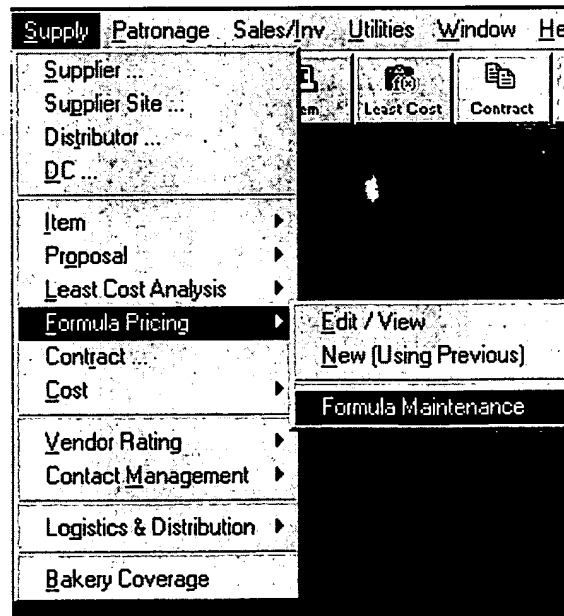 Supply Patronage Sales/Inv Utilities Window He
Supplier ...
Supplier Site ...
Distributor ...
DC ...
em Least Cost Contract
Item
Proposal
Least Cost Analysis
Formula Pricing
Edit / View
Contract ...
New (Using Previous)
Cost
Formula Maintenance
Vendor Rating
Contact Management
Logistics & Distribution
Bakery Coverage